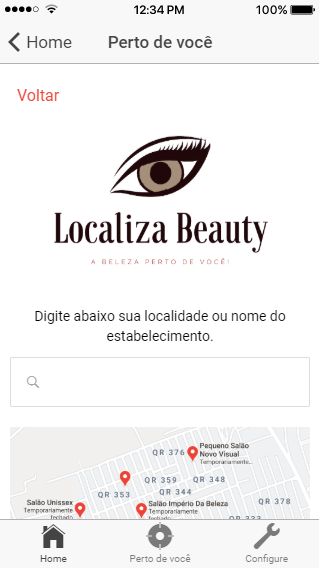 12:34 PM
100%
Home
Perto de você
Voltar
Localiza Beauty
A BELEZA PERTO DE VOCÊ!
Digite abaixo sua localidade ou nome do
estabelecimento.
Pequeno Salão
Novo Visual
Temporariamente...
QR 376
QR 359
QR 348
QR 353
QR 344
QR 378
Salão Unissex
Temporariamente
fechado
Salão Império Da Beleza
Temporariamente
QR 333
Home
Perto de você
Configure